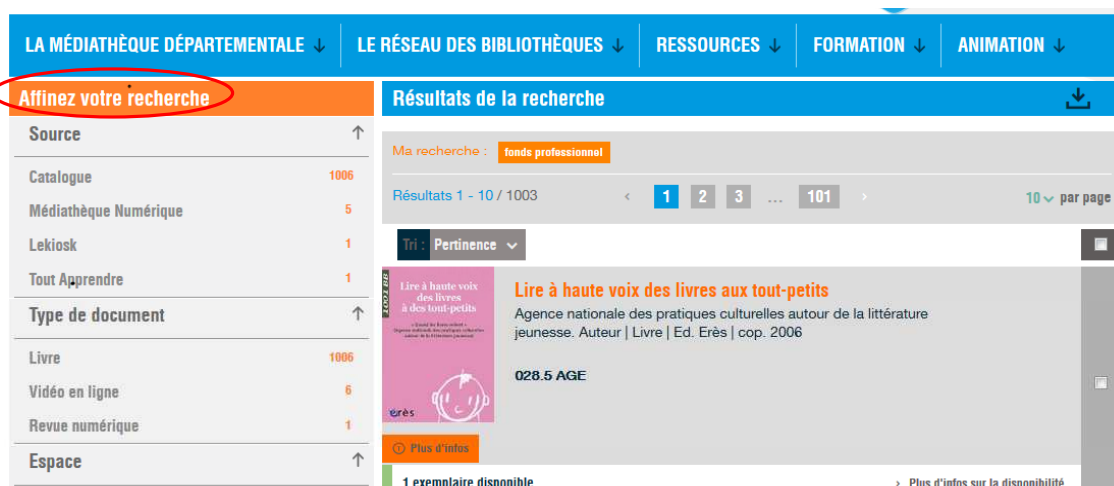 LA MÉDIATHÈQUE DÉPARTEMENTALE ↓ LE RÉSEAU DES BIBLIOTHÈQUES ↓ RESSOURCES ↓ FORMATION ↓ ANIMATION ↓
Affinez votre recherche
Source ↑
Catalogue 1006
Médiathèque Numérique 5
Lekiosk 1
Tout Apprendre 1
Type de document ↑
Livre 1006
Vidéo en ligne 6
Revue numérique 1
Espace ↑
Résultats de la recherche
Ma recherche : fonds professionnel
Résultats 1 - 10 / 1003 ‹ 1 2 3 ... 101 › 10 par page
Tri : Pertinence
Lire à haute voix
des livres
à des tout-petits
érès
Lire à haute voix des livres aux tout-petits
Agence nationale des pratiques culturelles autour de la littérature
jeunesse. Auteur | Livre | Ed. Erès | cop. 2006
028.5 AGE
Plus d'infos
1 exemplaire disponible › Plus d'infos sur la disponibilité